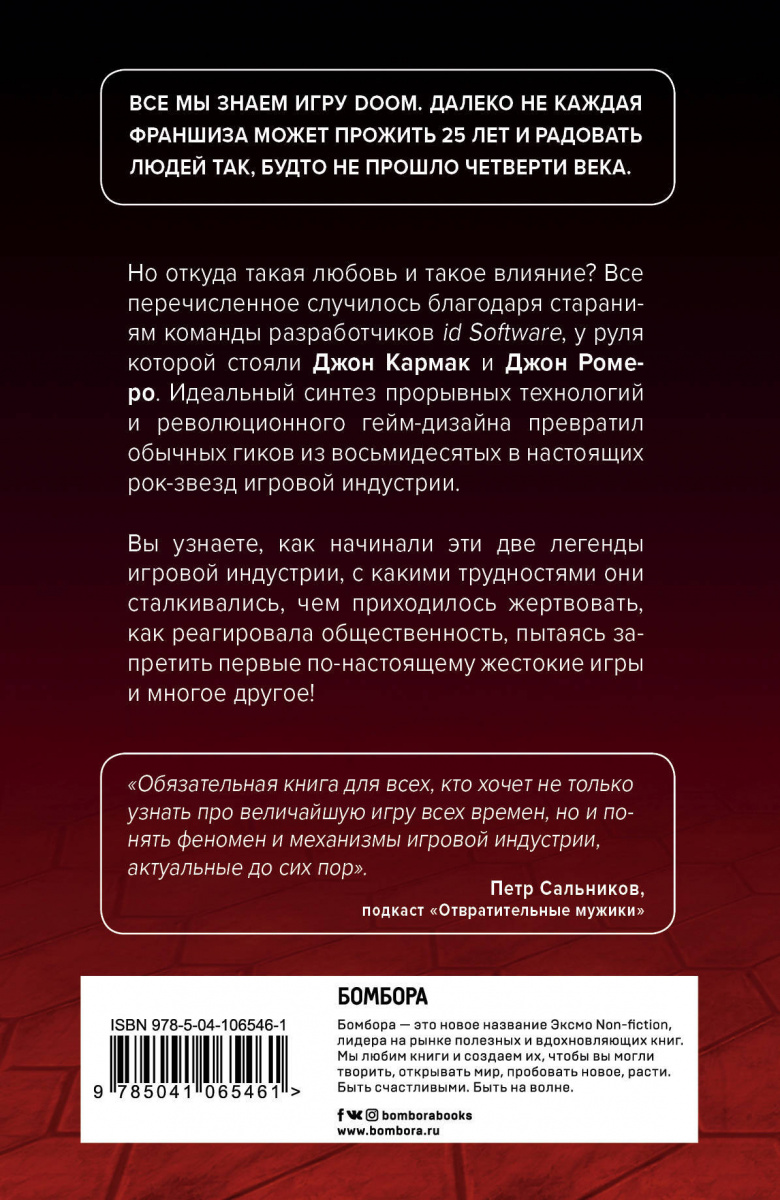 ВСЕ МЫ ЗНАЕМ ИГРУ DOOM. ДАЛЕКО НЕ КАЖДАЯ
ФРАНШИЗА МОЖЕТ ПРОЖИТЬ 25 ЛЕТ И РАДОВАТЬ
ЛЮДЕЙ ТАК, БУДТО НЕ ПРОШЛО ЧЕТВЕРТИ ВЕКА.
Но откуда такая любовь и такое влияние? Все
перечисленное случилось благодаря старани-
ям команды разработчиков id Software, у руля
которой стояли Джон Кармак и Джон Роме-
ро. Идеальный синтез прорывных технологий
и революционного гейм-дизайна превратил
обычных гиков из восьмидесятых в настоящих
рок-звезд игровой индустрии.
Вы узнаете, как начинали эти две легенды
игровой индустрии, с какими трудностями они
сталкивались, чем приходилось жертвовать,
как реагировала общественность, пытаясь за-
претить первые по-настоящему жестокие игры
и многое другое!
«Обязательная книга для всех, кто хочет не только
узнать про величайшую игру всех времен, но и по-
нять феномен и механизмы игровой индустрии,
актуальные до сих пор».
Петр Сальников,
подкаст «Отвратительные мужики»
ISBN 978-5-04-106546-1
9 785041 065461 >
БОМБОРА
Бомбора — это новое название Эксмо Non-fiction,
лидера на рынке полезных и вдохновляющих книг.
Мы любим книги и создаем их, чтобы вы могли
творить, открывать мир, пробовать новое, расти.
Быть счастливыми. Быть на волне.
bomborabooks
www.bombora.ru